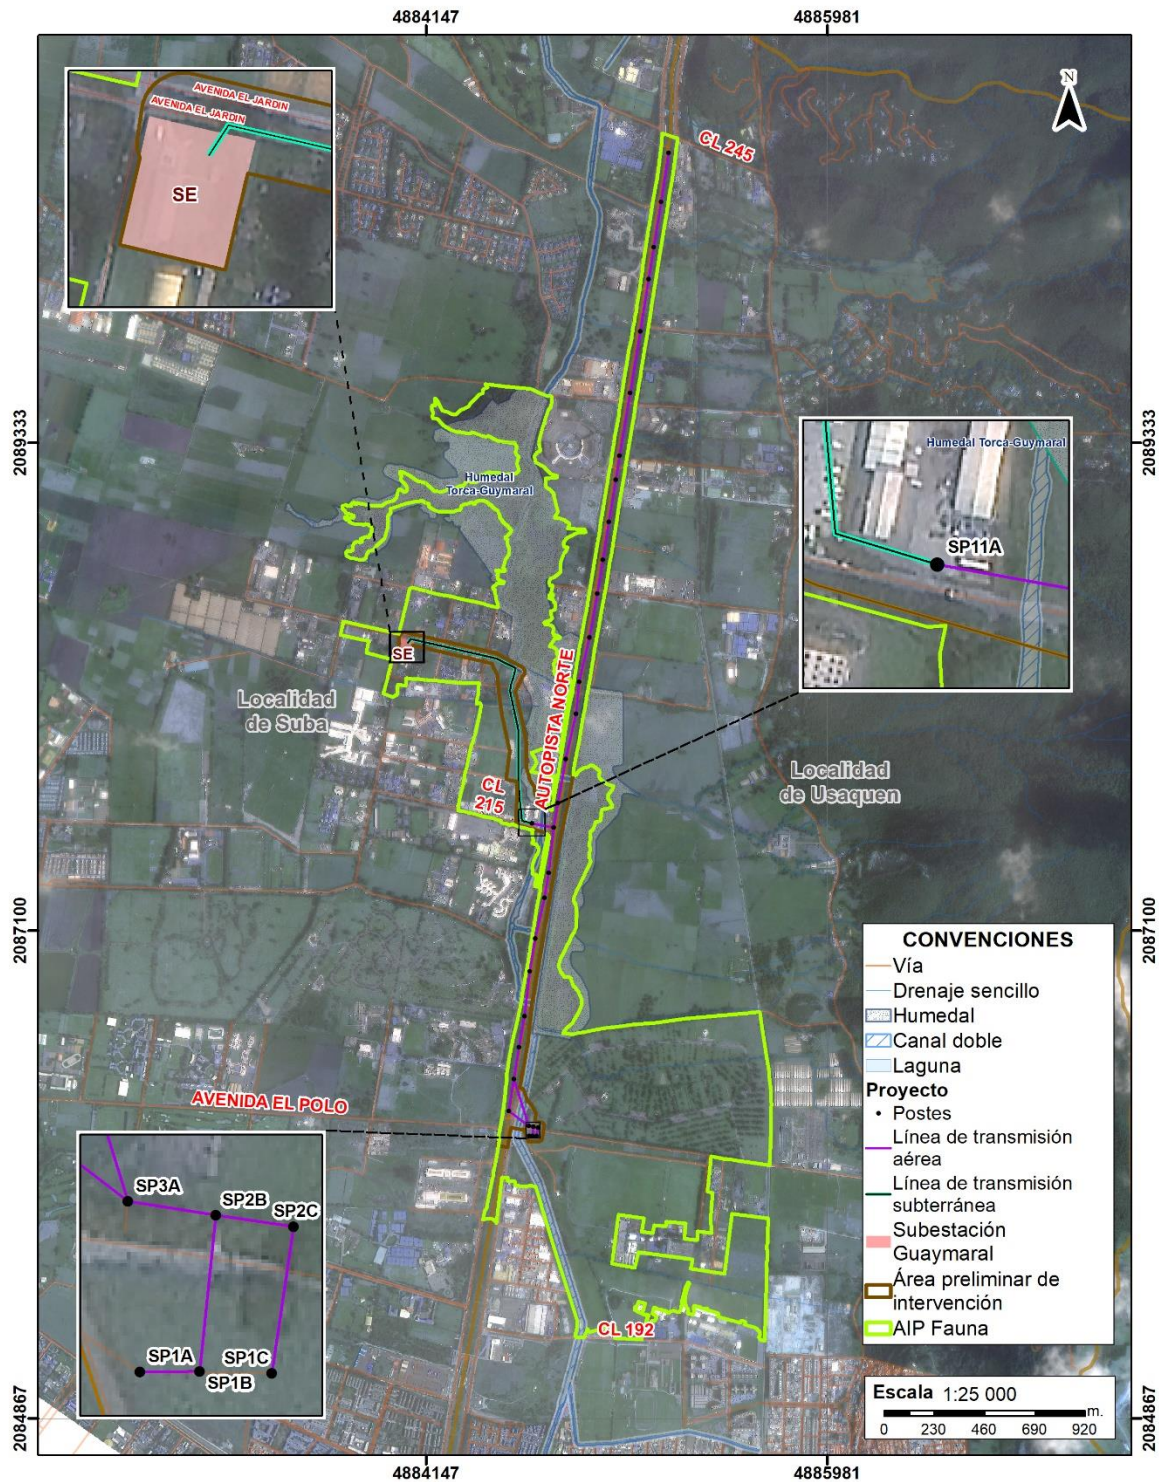 4884147
4885981
N
CL 245
AVENIDA EL JARDIN
AVENIDA EL JARDIN
SE
2089333
2089333
Humedal
Torca-Guymaral
Humedal Torca-Guymaral
SP11A
SE
Localidad
de Suba
AUTOPISTA NORTE
CL
215
Localidad
de Usaquen
2087100
2087100
AVENIDA EL POLO
SP3A
SP2B
SP2C
SP1A
SP1B
SP1C
CL 192
CONVENCIONES
Vía
Drenaje sencillo
Humedal
Canal doble
Laguna
Proyecto
Postes
Línea de transmisión
aérea
Línea de transmisión
subterránea
Subestación
Guaymaral
Área preliminar de
intervención
AIP Fauna
Escala 1:25 000
0 230 460 690 920 m.
2084867
2084867
4884147
4885981